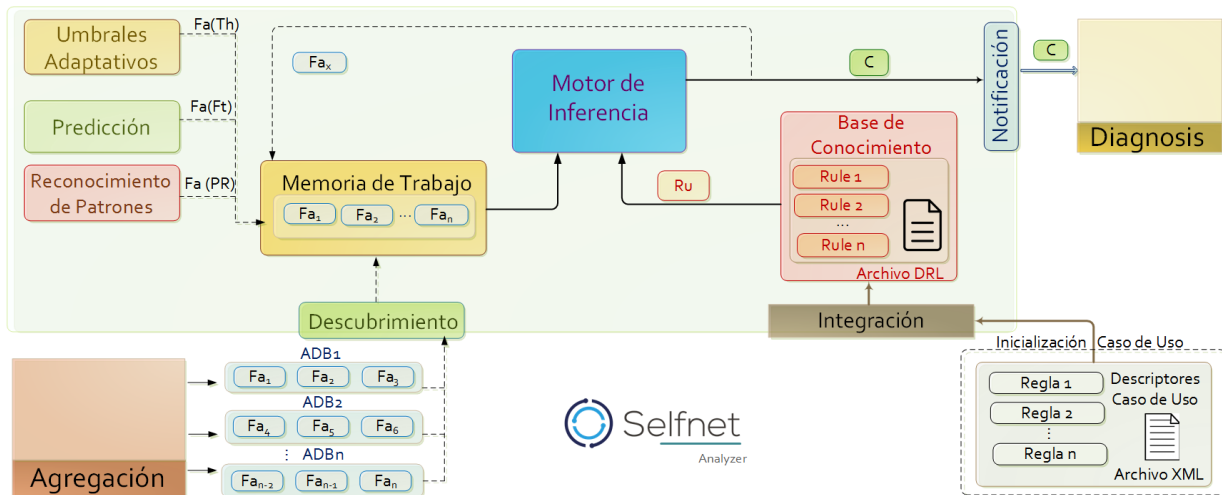 Umbrales
Adaptativos
Fa(Th)
Predicción
Fa(Ft)
Reconocimiento
de Patrones
Fa (PR)
Faₓ
Memoria de Trabajo
Fa₁ Fa₂ ... Faₙ
Motor de
Inferencia
C
Ru
Base de
Conocimiento
Rule 1
Rule 2
...
Rule n
Archivo DRL
Notificación
C
Diagnosis
Descubrimiento
Integración
Agregación
ADB1
Fa₁ Fa₂ Fa₃
ADB2
Fa₄ Fa₅ Fa₆
⋮ ADBn
Faₙ₋₂ Faₙ₋₁ Faₙ
Selfnet
Analyzer
Inicialización Caso de Uso
Regla 1
Regla 2
⋮
Regla n
Descriptores
Caso de Uso
Archivo XML